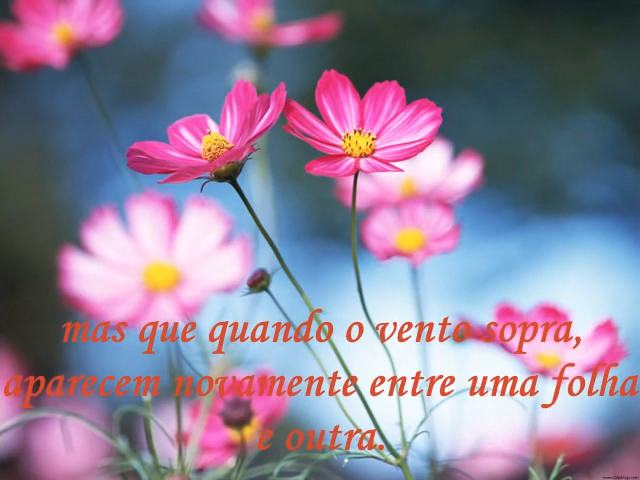 mas que quando o vento sopra,
aparecem novamente entre uma folha
e outra.